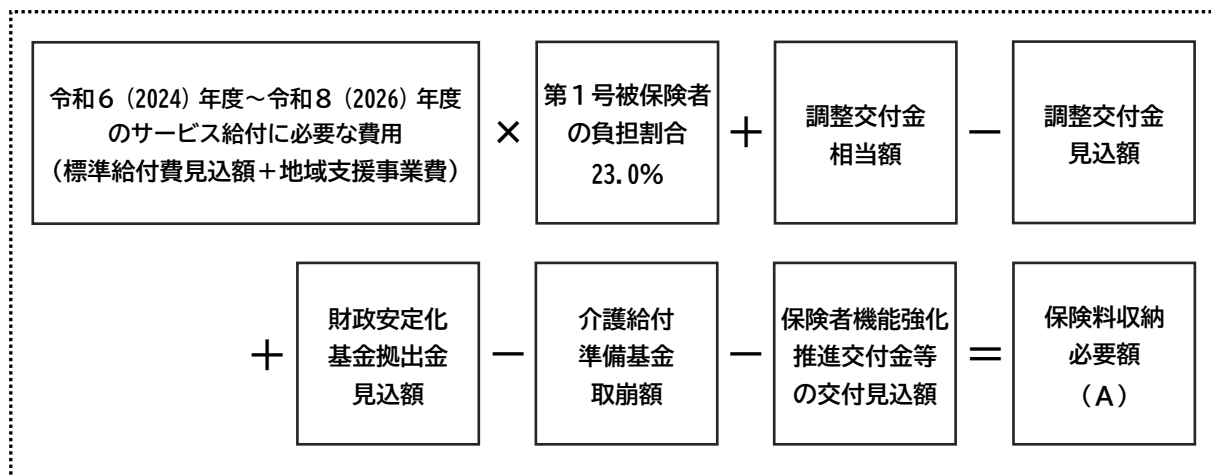 令和６（2024）年度～令和８（2026）年度
のサービス給付に必要な費用
（標準給付費見込額＋地域支援事業費）
×
第１号被保険者
の負担割合
23.0％
＋
調整交付金
相当額
－
調整交付金
見込額
＋
財政安定化
基金拠出金
見込額
－
介護給付
準備基金
取崩額
－
保険者機能強化
推進交付金等
の交付見込額
＝
保険料収納
必要額
（Ａ）